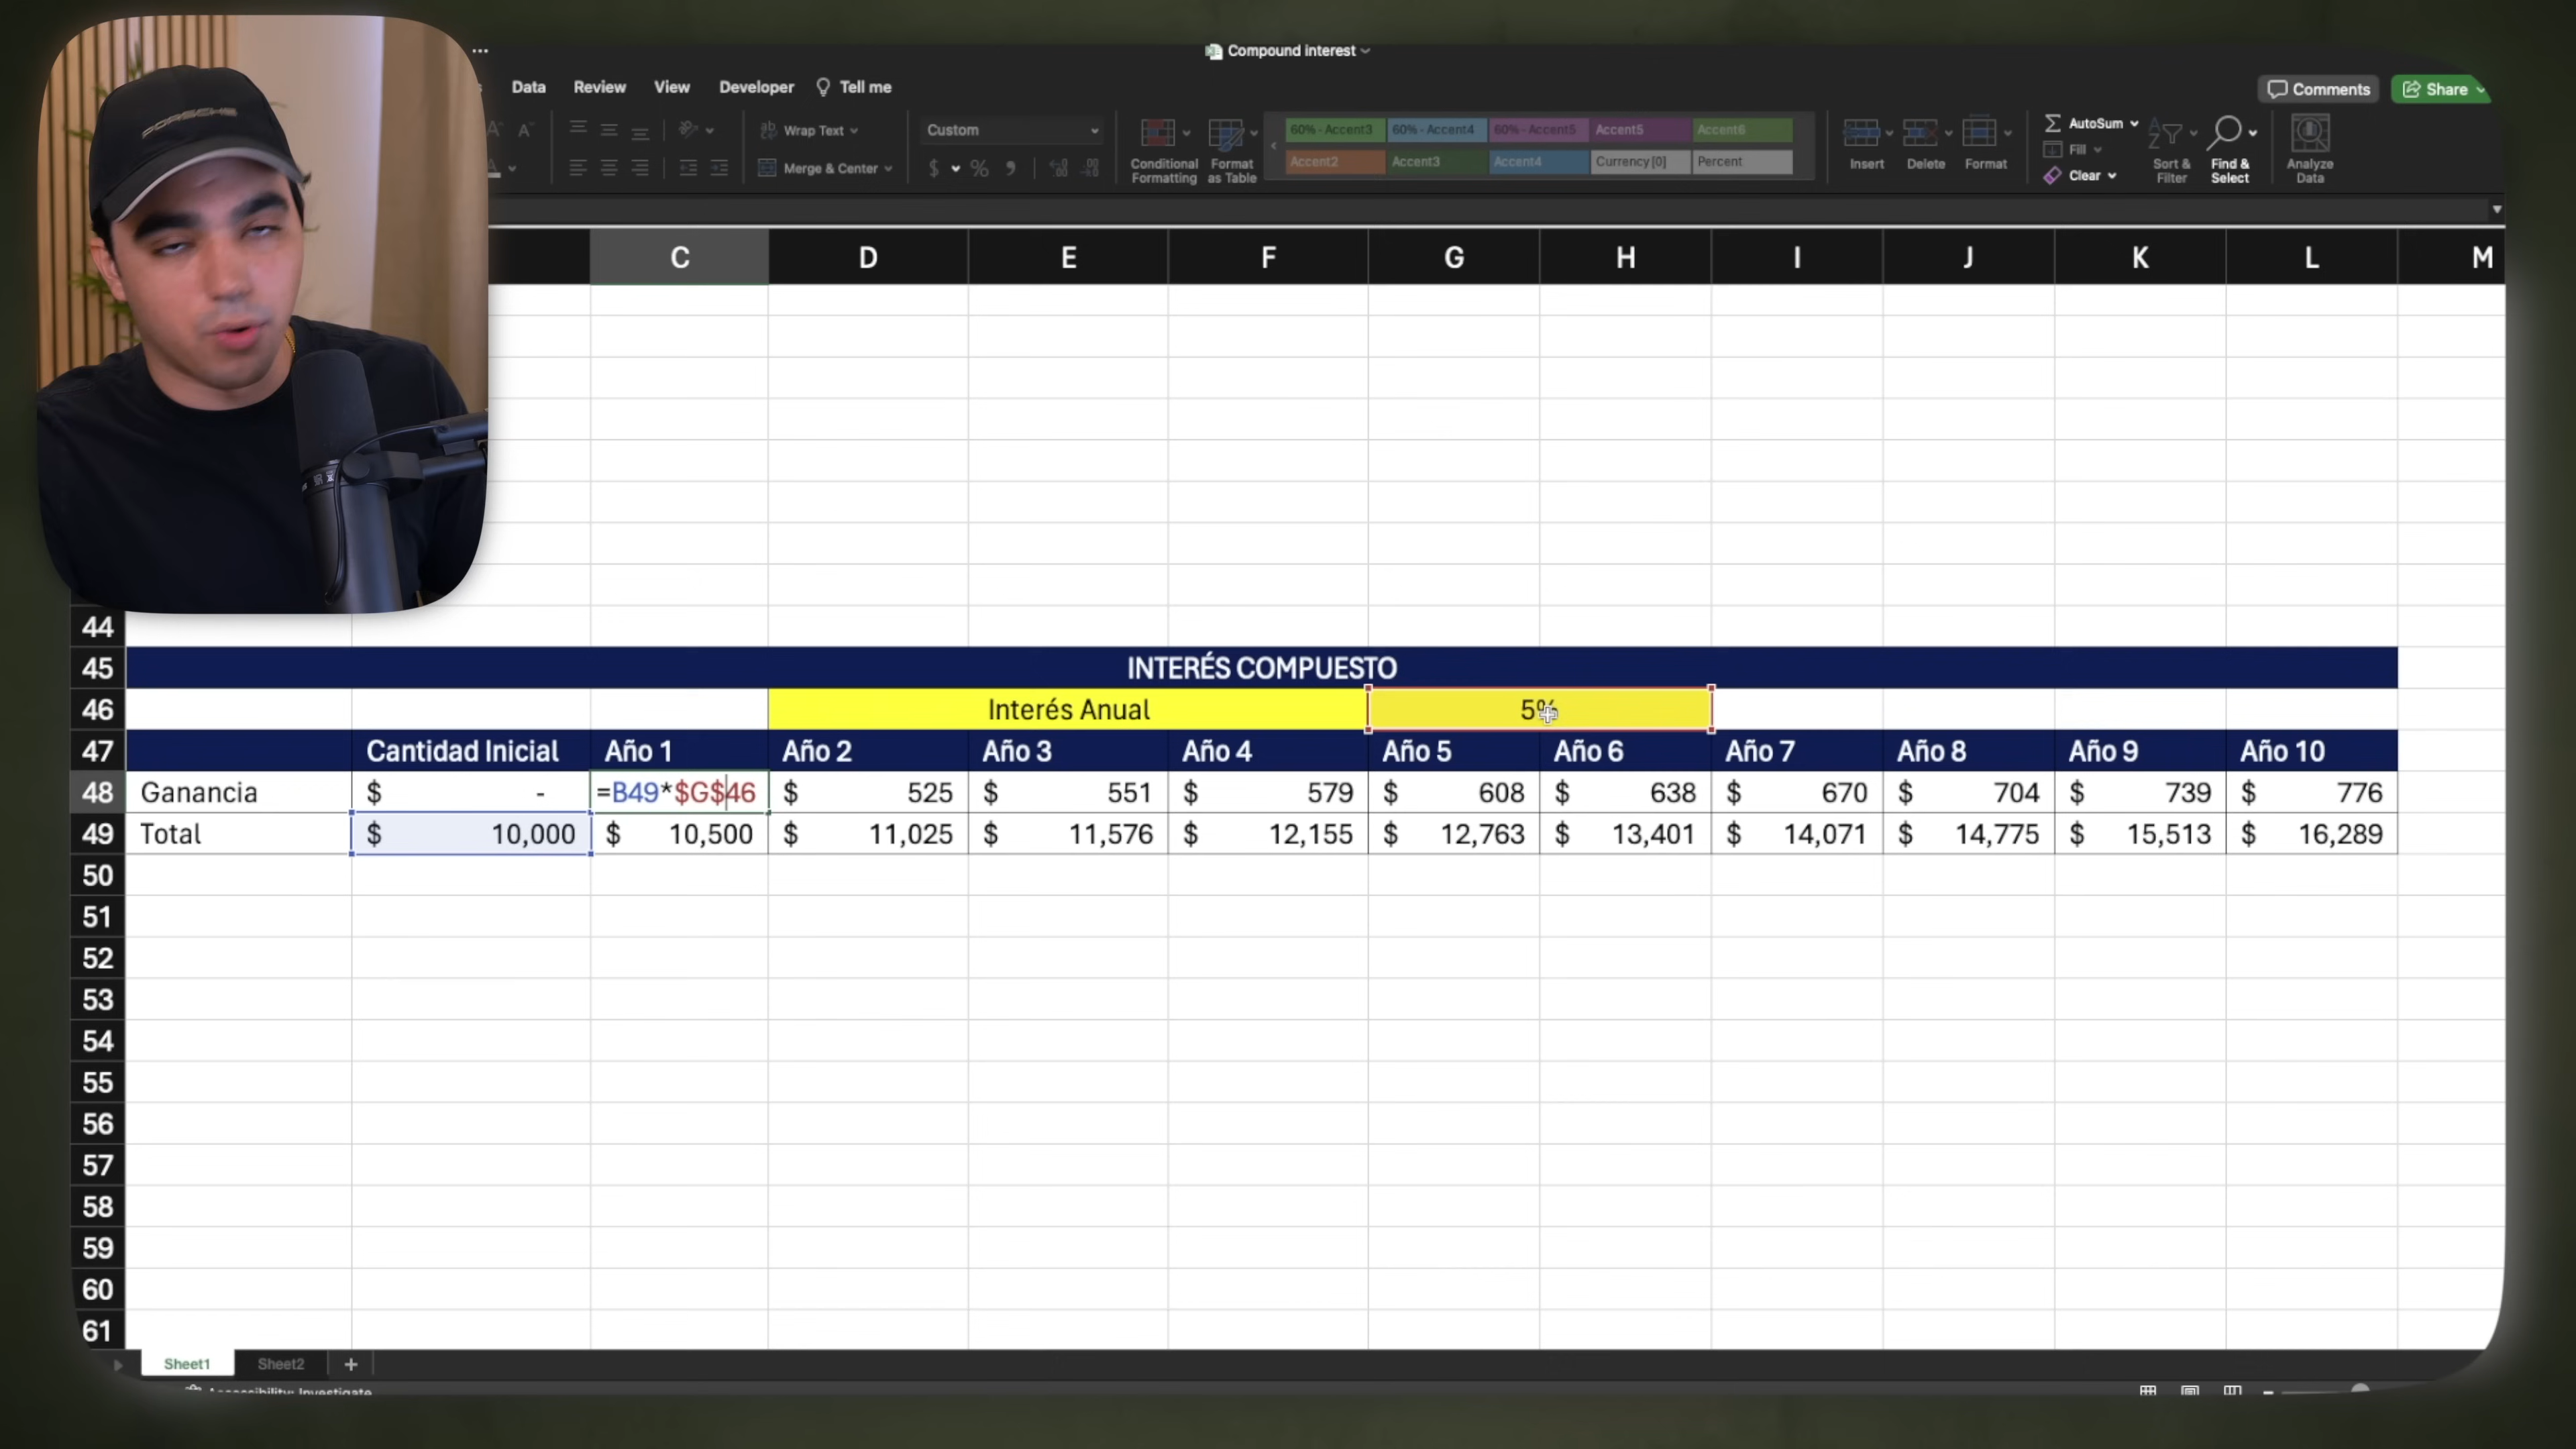 Compound interest
Data Review View Developer Tell me
Comments Share
Wrap Text
Custom
60% - Accent3 60% - Accent4 60% - Accent5 Accent5 Accent6
AutoSum
Fill
Merge & Center
$ % 9
Conditional Formatting
Format as Table
Accent2 Accent3 Accent4 Currency [0] Percent
Insert Delete Format
Clear
Sort & Filter
Find & Select
Analyze Data
PORSCHE
C D E F G H I J K L M
44
45 INTERÉS COMPUESTO
46 Interés Anual 5%
47 Cantidad Inicial Año 1 Año 2 Año 3 Año 4 Año 5 Año 6 Año 7 Año 8 Año 9 Año 10
48 Ganancia $ - =B49*$G$46 $ 525 $ 551 $ 579 $ 608 $ 638 $ 670 $ 704 $ 739 $ 776
49 Total $ 10,000 $ 10,500 $ 11,025 $ 11,576 $ 12,155 $ 12,763 $ 13,401 $ 14,071 $ 14,775 $ 15,513 $ 16,289
50
51
52
53
54
55
56
57
58
59
60
61
Sheet1 Sheet2 +
Accessibility: Investigate